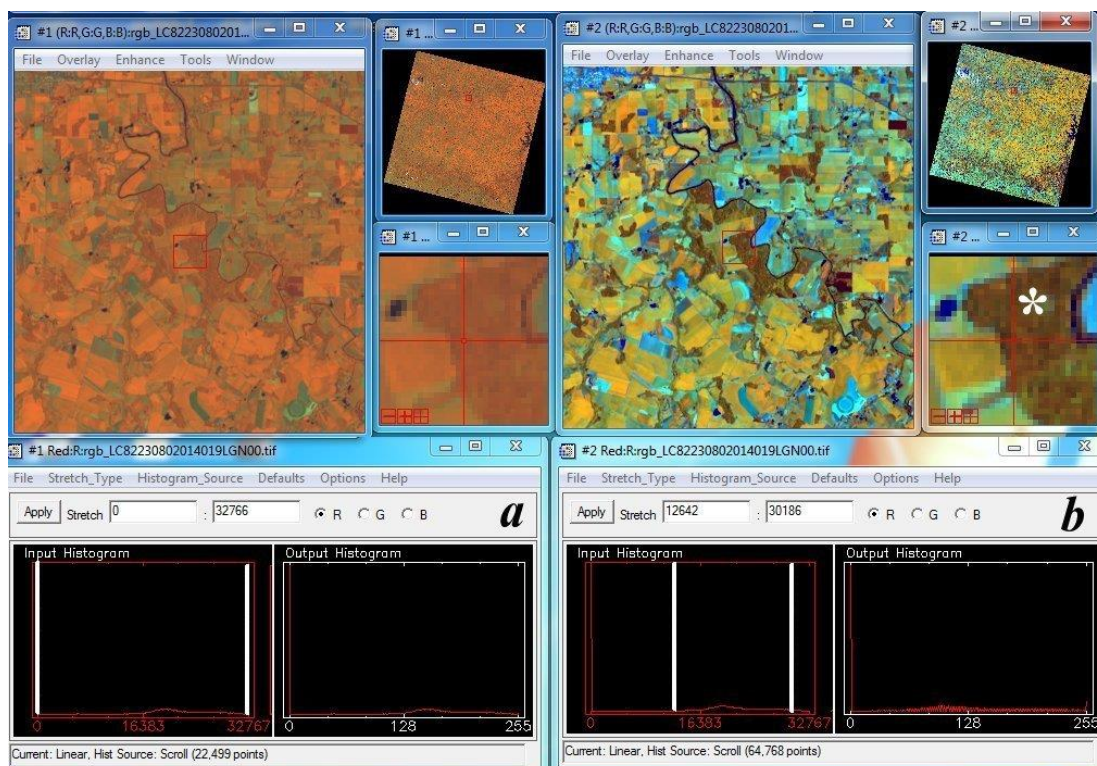 #1 (R:R,G:G,B:B):rgb_LC8223080201...
File Overlay Enhance Tools Window
#1 ...
#1 ...
#2 (R:R,G:G,B:B):rgb_LC8223080201...
File Overlay Enhance Tools Window
#2 ...
#2 ...
*
#1 Red:R:rgb_LC82230802014019LGN00.tif
File Stretch_Type Histogram_Source Defaults Options Help
Apply Stretch 0 : 32766 R G B a
Input Histogram Output Histogram
0 16383 32767 0 128 255
Current: Linear, Hist Source: Scroll (22,499 points)
#2 Red:R:rgb_LC82230802014019LGN00.tif
File Stretch_Type Histogram_Source Defaults Options Help
Apply Stretch 12642 : 30186 R G B b
Input Histogram Output Histogram
0 16383 32767 0 128 255
Current: Linear, Hist Source: Scroll (64,768 points)